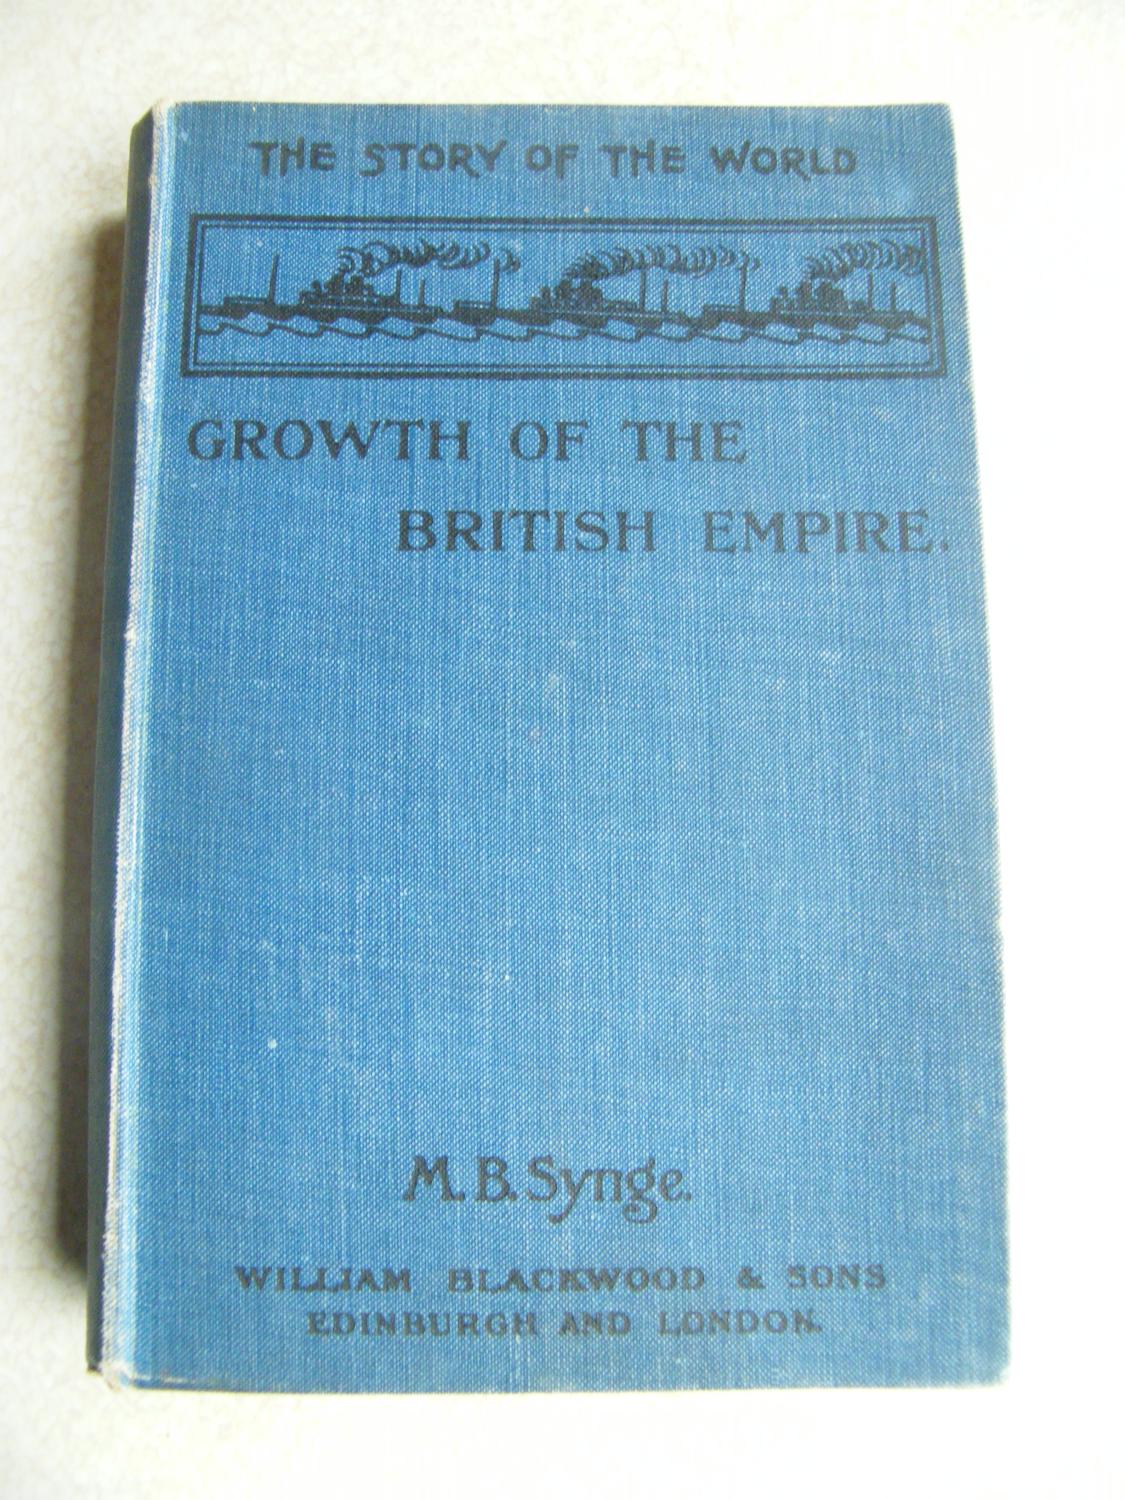 THE STORY OF THE WORLD
GROWTH OF THE
BRITISH EMPIRE.
M. B. Synge.
WILLIAM BLACKWOOD & SONS
EDINBURGH AND LONDON.